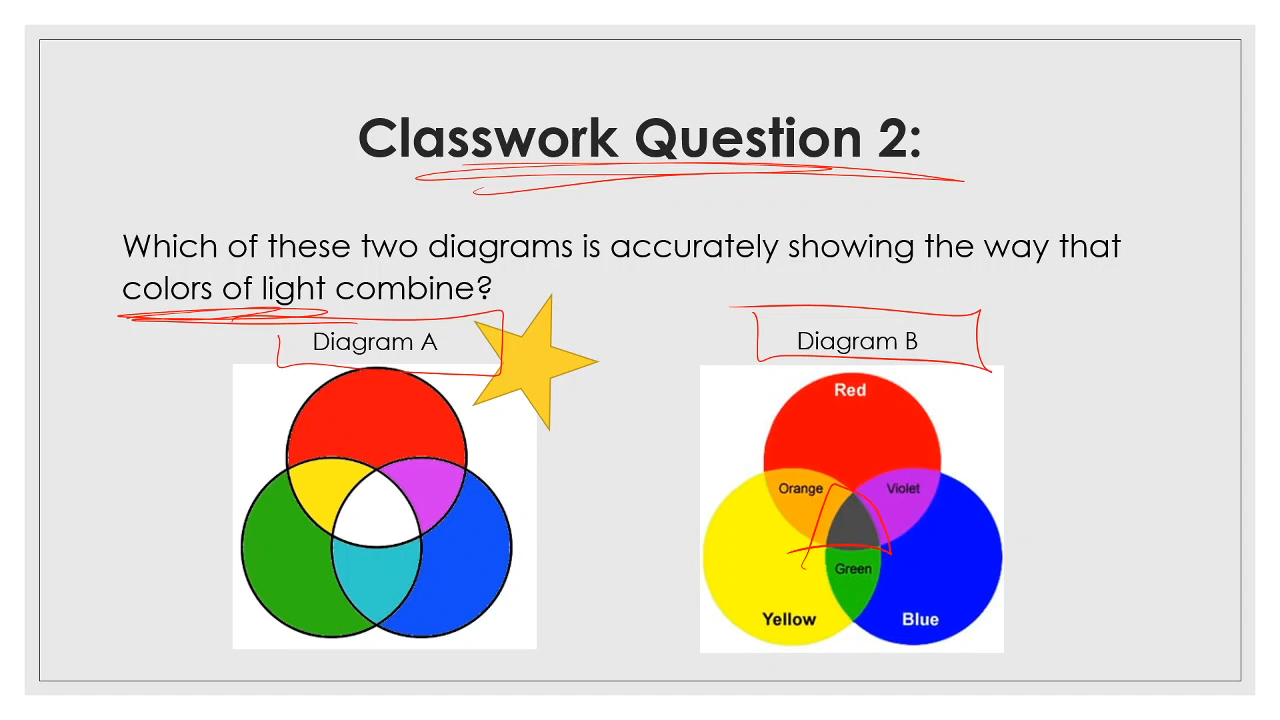 Classwork Question 2:
Which of these two diagrams is accurately showing the way that
colors of light combine?
Diagram A
Diagram B
Red
Orange
Violet
Green
Yellow
Blue